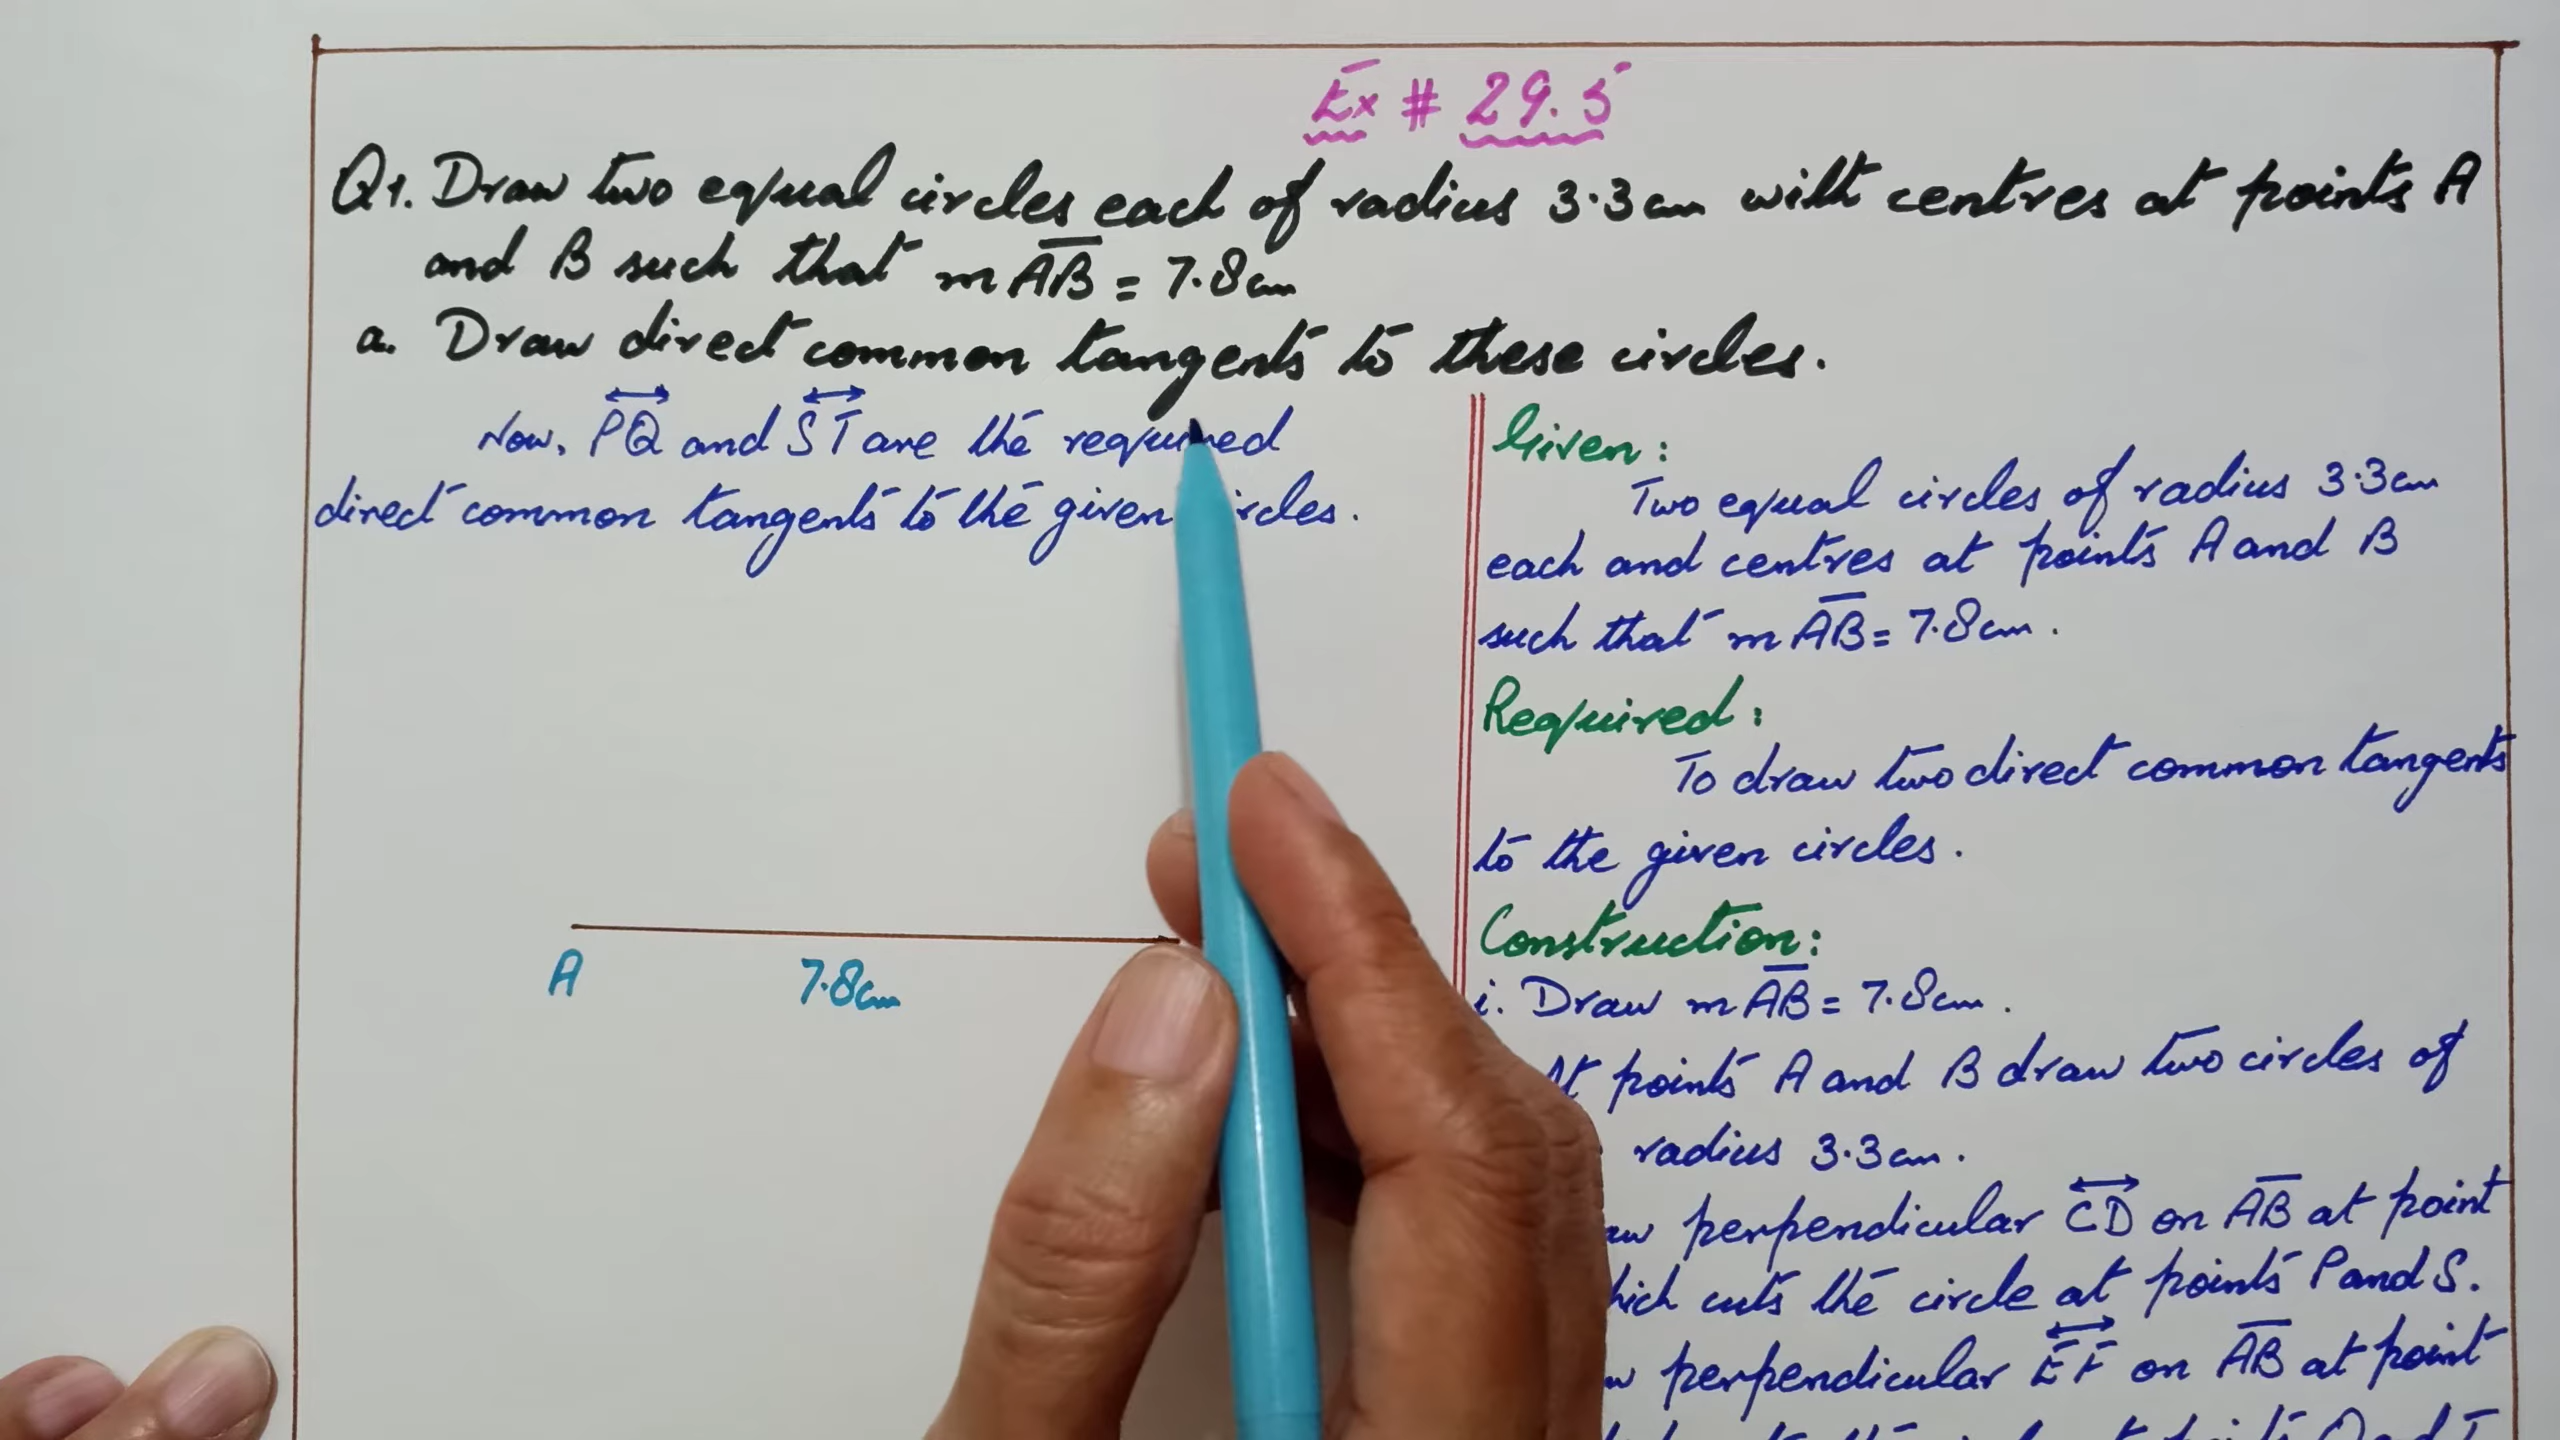 Ex # 29.5
Q1. Draw two equal circles each of radius 3.3cm with centres at points A
and B such that mAB = 7.8cm
a. Draw direct common tangents to these circles.
Now, PQ and ST are the required
direct common tangents to the given circles.
A
7.8cm
Given:
Two equal circles of radius 3.3cm
each and centres at points A and B
such that mAB = 7.8cm.
Required:
To draw two direct common tangents
to the given circles.
Construction:
i. Draw mAB = 7.8cm.
At points A and B draw two circles of
radius 3.3cm.
perpendicular CD on AB at point
cuts the circle at points P and S.
perpendicular EF on AB at point